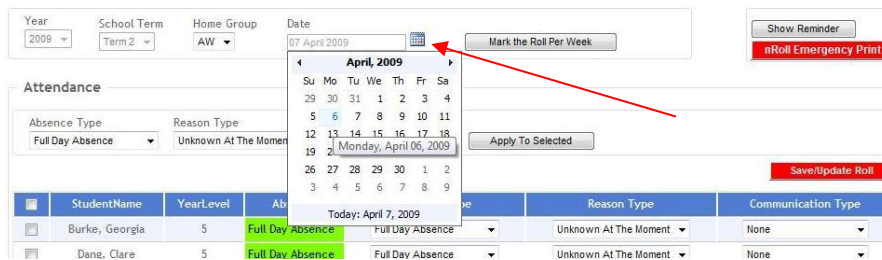 Year School Term Home Group Date
2009 Term 2 AW 07 April 2009 Mark the Roll Per Week Show Reminder
nRoll Emergency Print
April, 2009
Su Mo Tu We Th Fr Sa
29 30 31 1 2 3 4
5 6 7 8 9 10 11
12 13 14 15 16 17 18
19
Monday, April 06, 2009
26 27 28 29 30 1 2
3 4 5 6 7 8 9
Today: April 7, 2009
Attendance
Absence Type Reason Type
Full Day Absence Unknown At The Apply To Selected
Save/Update Roll
StudentName YearLevel Reason Type Communication Type
Burke, Georgia 5 Full Day Absence Full Day Absence Unknown At The Moment None
Dang, Clare 5 Full Day Absence Full Day Absence Unknown At The Moment None